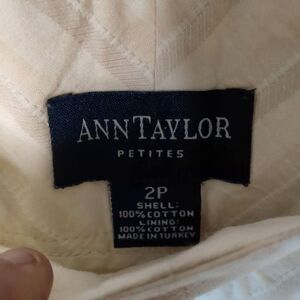 ANN TAYLOR
PETITES
2P
SHELL:
100% COTTON
LINING:
100% COTTON
MADE IN TURKEY